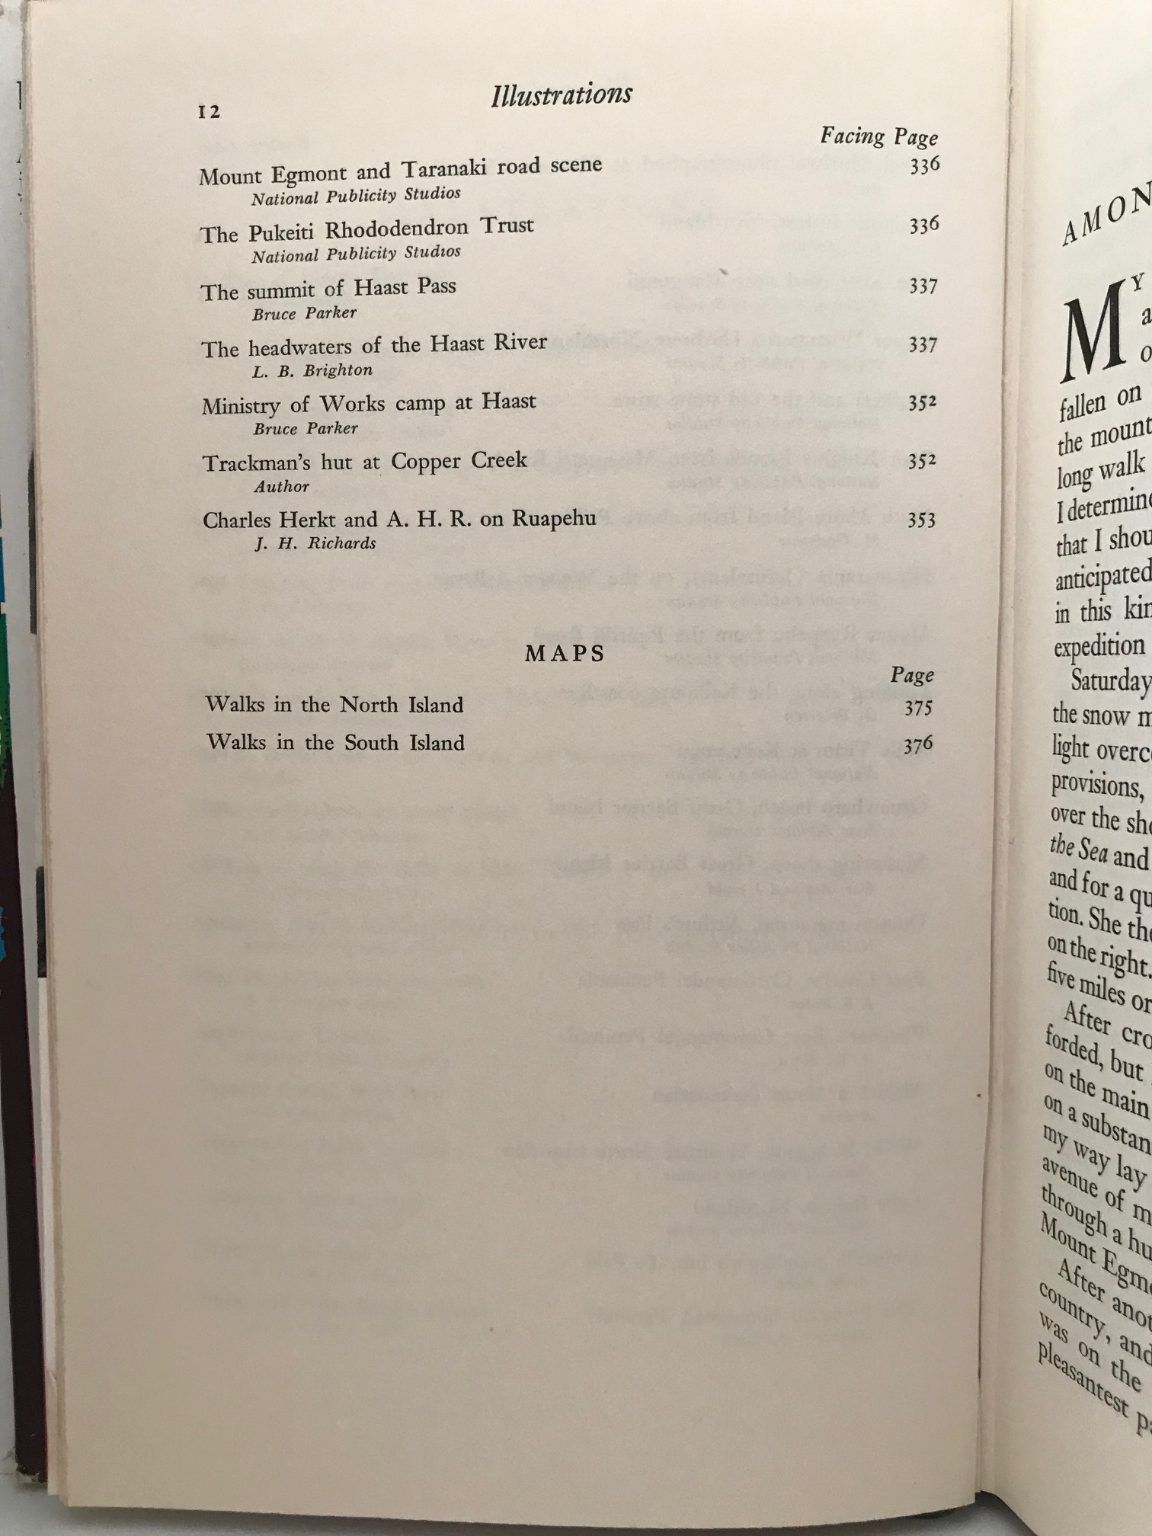 12
Illustrations
Facing Page
Mount Egmont and Taranaki road scene 336
National Publicity Studios
The Pukeiti Rhododendron Trust 336
National Publicity Studios
The summit of Haast Pass 337
Bruce Parker
The headwaters of the Haast River 337
L. B. Brighton
Ministry of Works camp at Haast 352
Bruce Parker
Trackman's hut at Copper Creek 352
Author
Charles Herkt and A. H. R. on Ruapehu 353
J. H. Richards
MAPS
Page
Walks in the North Island 375
Walks in the South Island 376
AMON
MY
a
o
fallen on
the mount
long walk
I determine
that I shou
anticipated
in this kin
expedition
Saturday
the snow m
light overc
provisions,
over the sh
the Sea and
and for a qu
tion. She the
on the right.
five miles or
After cro
forded, but
on the main
on a substan
my way lay
avenue of m
through a hu
Mount Egm
After anot
country, and
was on the
pleasantest pa